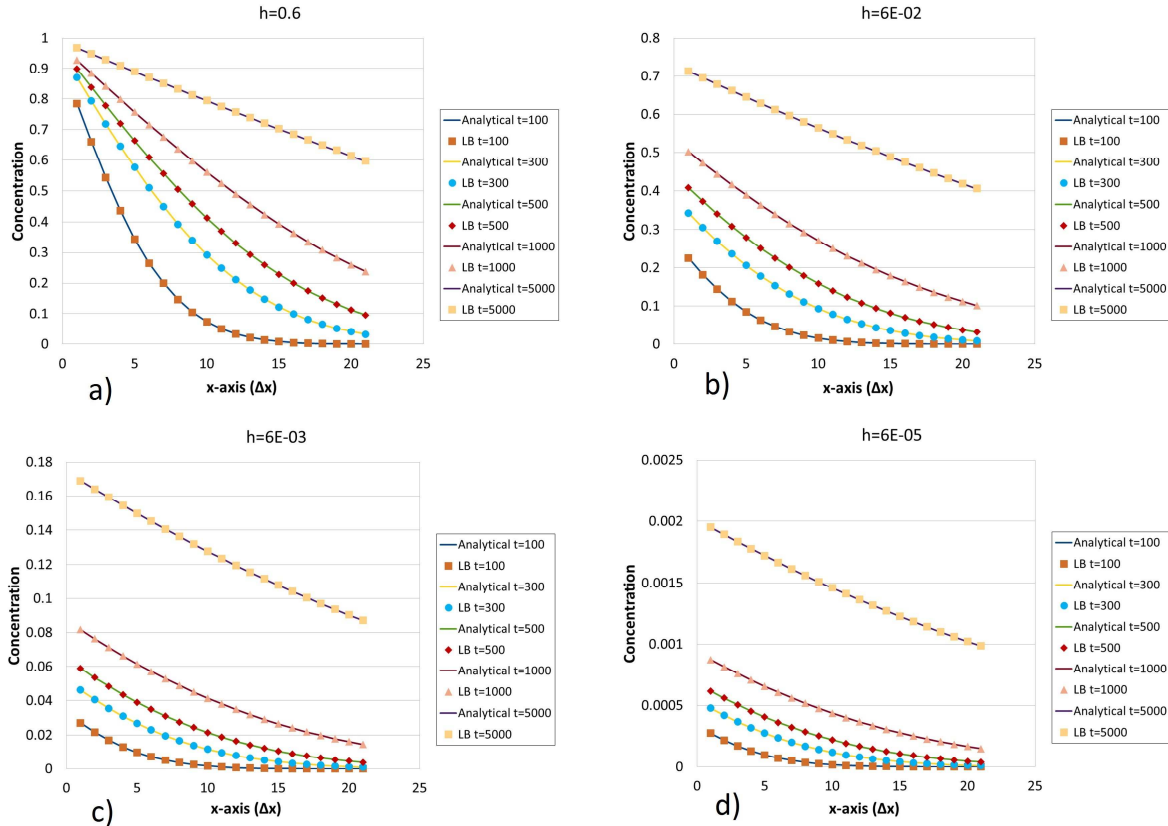 h=0.6
Concentration
1
0.9
0.8
0.7
0.6
0.5
0.4
0.3
0.2
0.1
0
0 5 10 15 20 25
x-axis (Δx)
a)
Analytical t=100
LB t=100
Analytical t=300
LB t=300
Analytical t=500
LB t=500
Analytical t=1000
LB t=1000
Analytical t=5000
LB t=5000
h=6E-02
Concentration
0.8
0.7
0.6
0.5
0.4
0.3
0.2
0.1
0
0 5 10 15 20 25
x-axis (Δx)
b)
Analytical t=100
LB t=100
Analytical t=300
LB t=300
Analytical t=500
LB t=500
Analytical t=1000
LB t=1000
Analytical t=5000
LB t=5000
h=6E-03
Concentration
0.18
0.16
0.14
0.12
0.1
0.08
0.06
0.04
0.02
0
0 5 10 15 20 25
x-axis (Δx)
c)
Analytical t=100
LB t=100
Analytical t=300
LB t=300
Analytical t=500
LB t=500
Analytical t=1000
LB t=1000
Analytical t=5000
LB t=5000
h=6E-05
Concentration
0.0025
0.002
0.0015
0.001
0.0005
0
0 5 10 15 20 25
x-axis (Δx)
d)
Analytical t=100
LB t=100
Analytical t=300
LB t=300
Analytical t=500
LB t=500
Analytical t=1000
LB t=1000
Analytical t=5000
LB t=5000